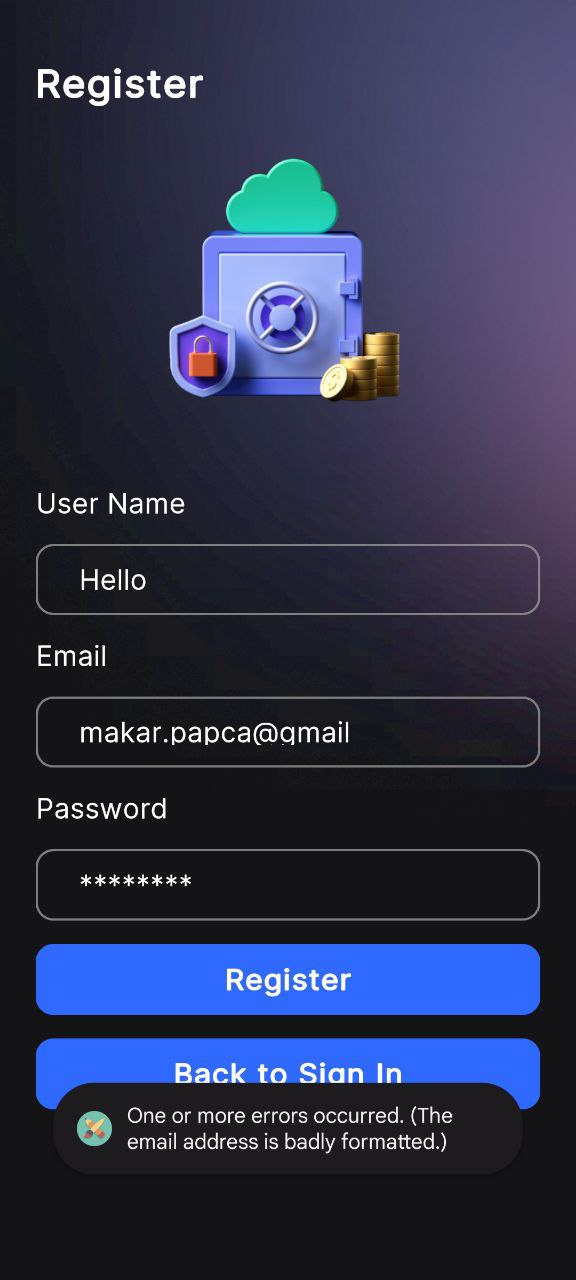 Register
User Name
Hello
Email
makar.papca@gmail
Password
********
Register
Back to Sign In
One or more errors occurred. (The
email address is badly formatted.)